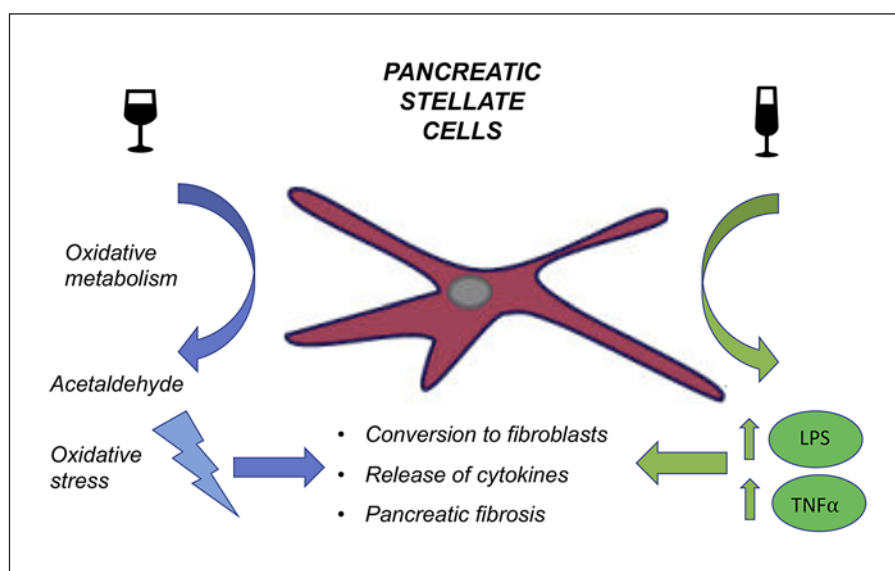 PANCREATIC
STELLATE
CELLS
Oxidative
metabolism
Acetaldehyde
Oxidative
stress
• Conversion to fibroblasts
• Release of cytokines
• Pancreatic fibrosis
LPS
TNFα